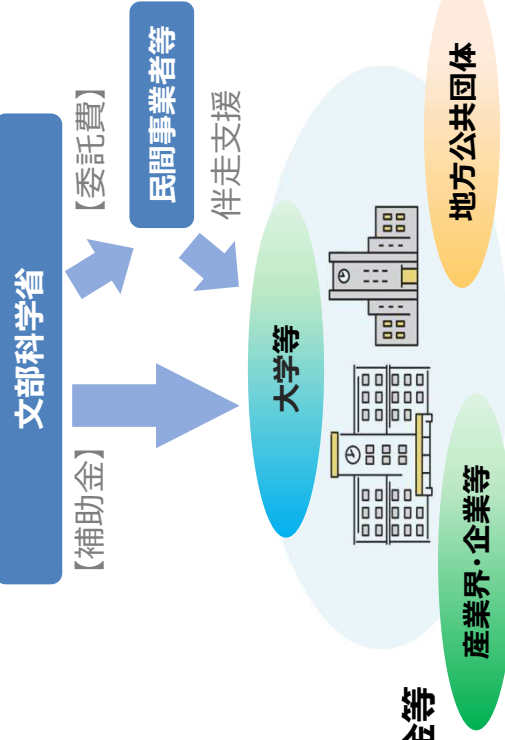 文部科学省
【補助金】
【委託費】
民間事業者等
伴走支援
大学等
産業界･企業等
地方公共団体
等